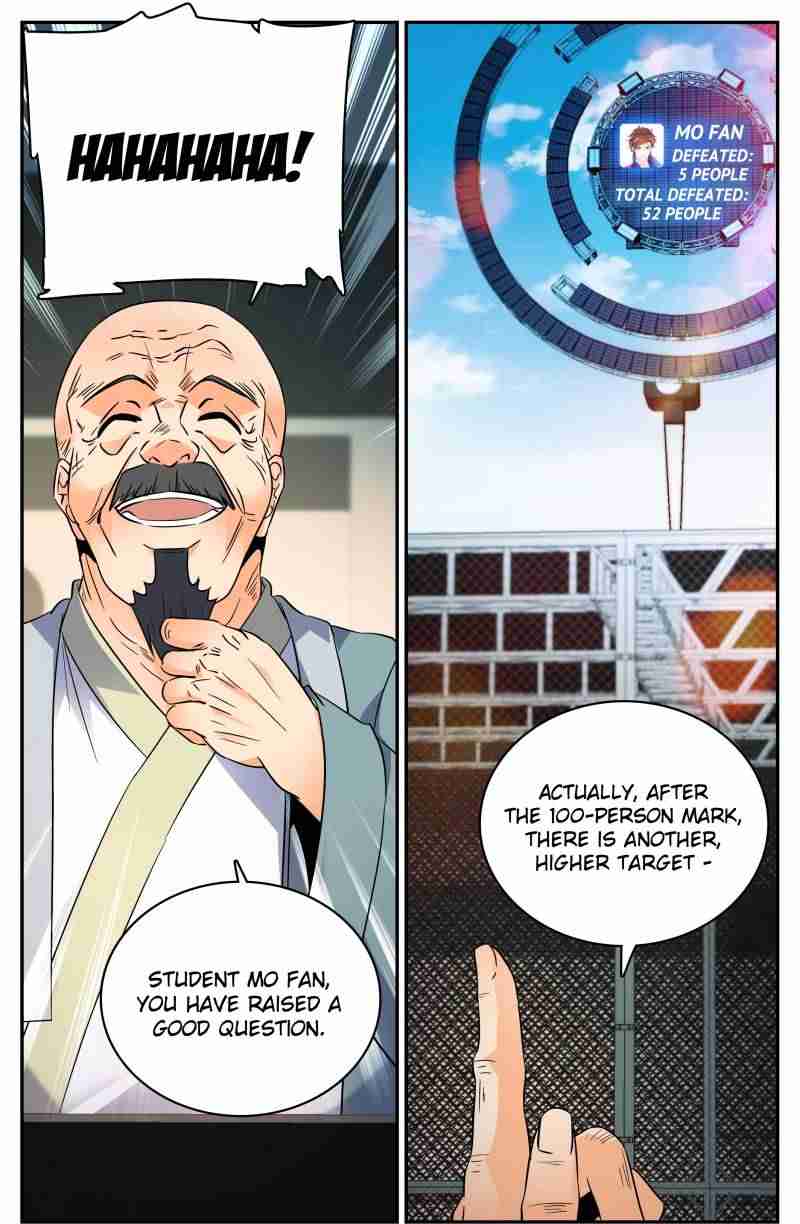 HAHAHAHA!
STUDENT MO FAN,
YOU HAVE RAISED A
GOOD QUESTION.
MO FAN
DEFEATED:
5 PEOPLE
TOTAL DEFEATED:
52 PEOPLE
ACTUALLY, AFTER
THE 100-PERSON MARK,
THERE IS ANOTHER,
HIGHER TARGET -